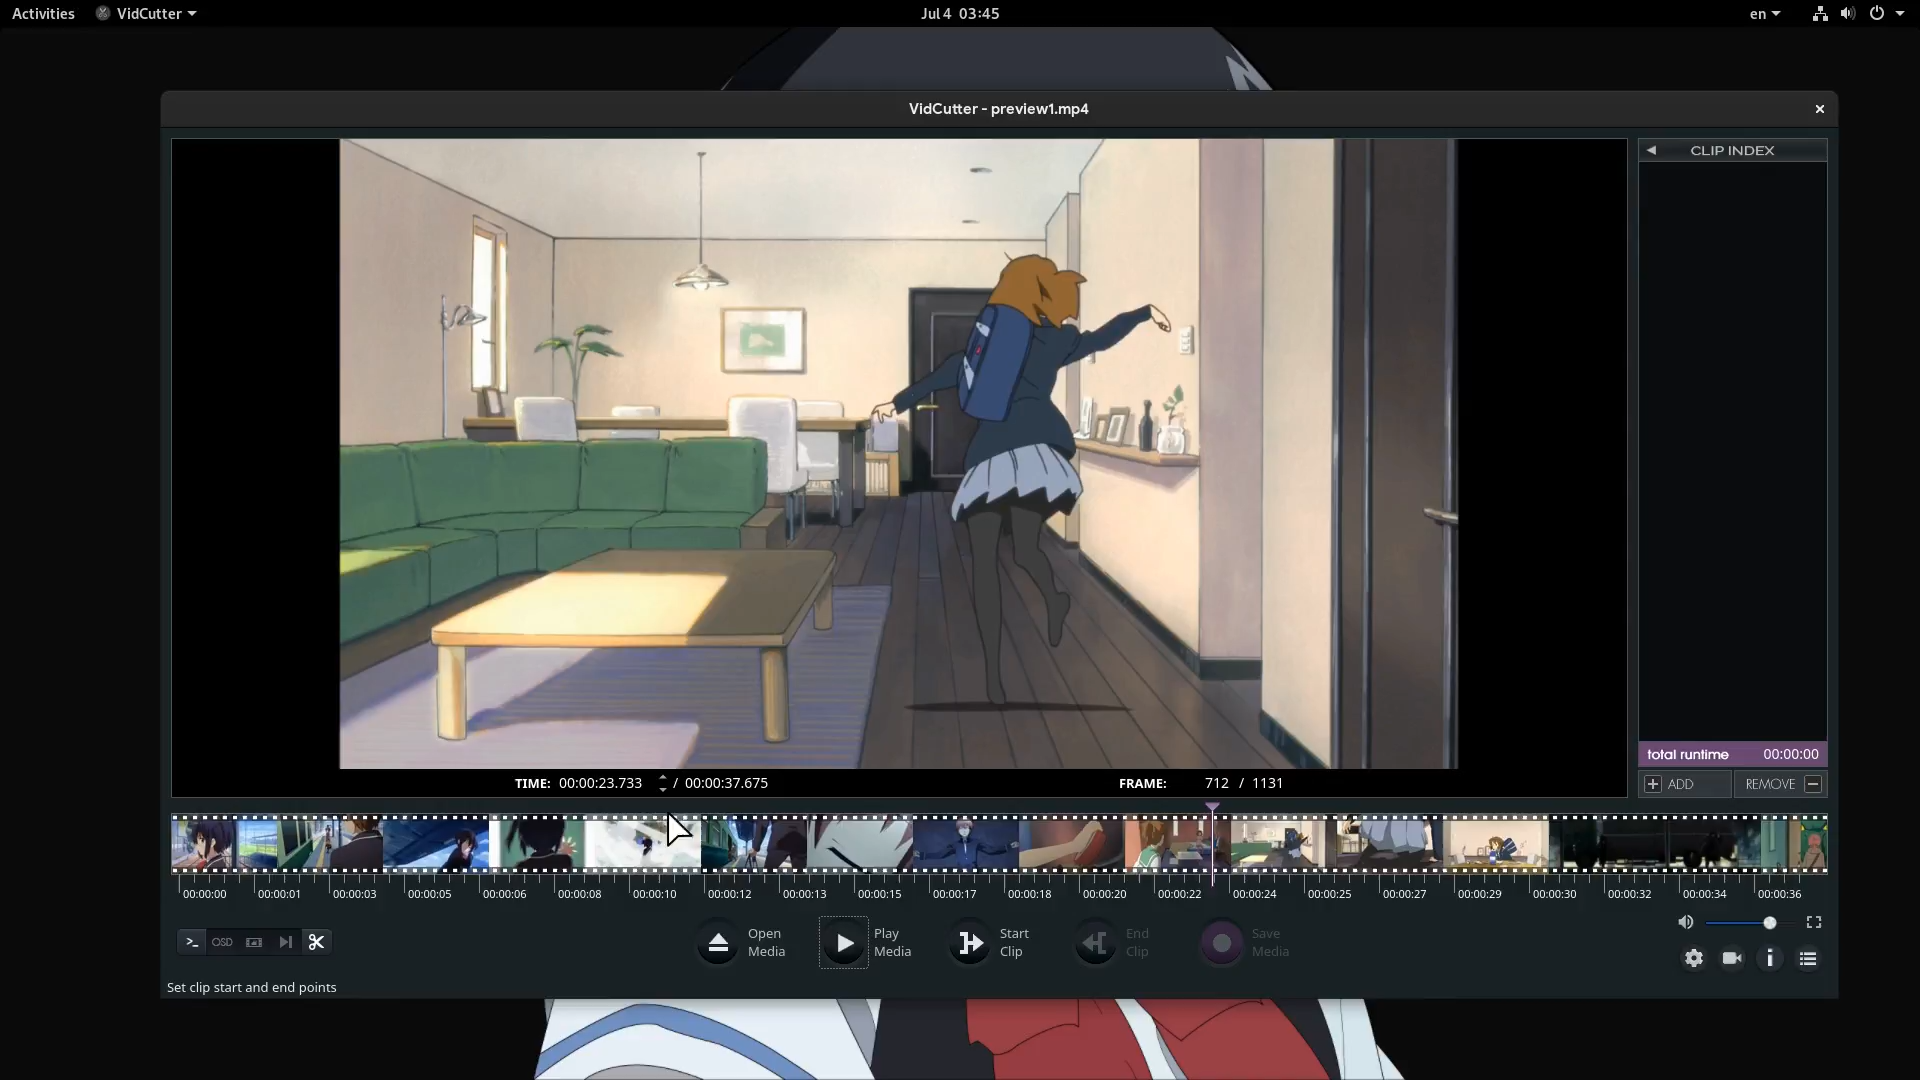 Activities VidCutter Jul 4 03:45 en
VidCutter - preview1.mp4
CLIP INDEX
total runtime 00:00:00
ADD REMOVE
TIME: 00:00:23.733 / 00:00:37.675 FRAME: 712 / 1131
00:00:00 00:00:01 00:00:03 00:00:05 00:00:06 00:00:08 00:00:10 00:00:12 00:00:13 00:00:15 00:00:17 00:00:18 00:00:20 00:00:22 00:00:24 00:00:25 00:00:27 00:00:29 00:00:30 00:00:32 00:00:34 00:00:36
OSD
Open Media
Play Media
Start Clip
End Clip
Save Media
Set clip start and end points